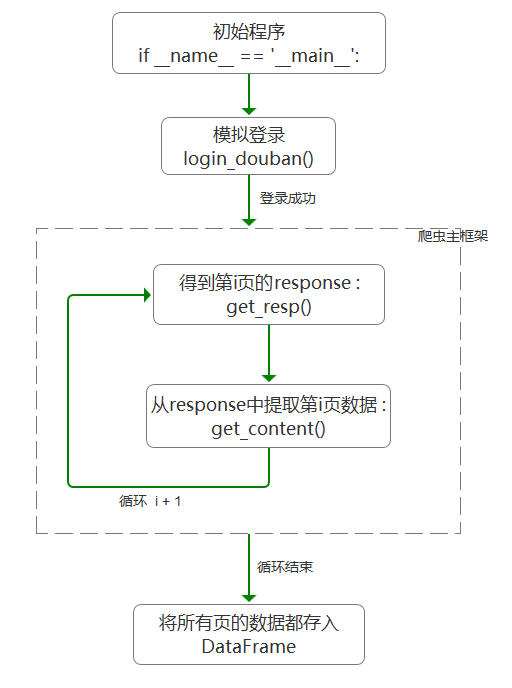 初始程序
if __name__ == '__main__':
模拟登录
login_douban()
登录成功
爬虫主框架
得到第i页的response :
get_resp()
从response中提取第i页数据 :
get_content()
循环 i + 1
循环结束
将所有页的数据都存入
DataFrame